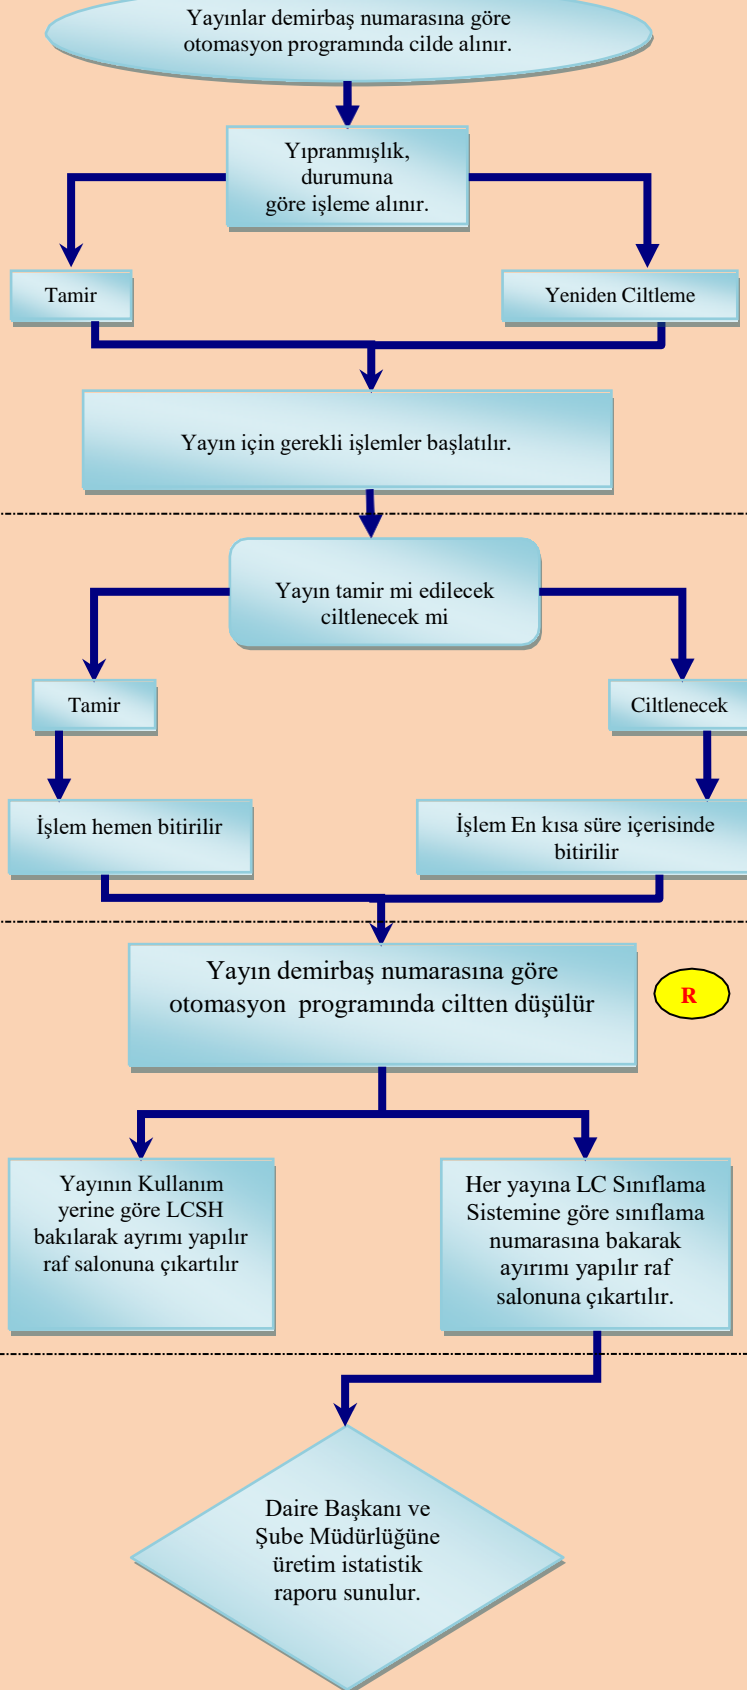 Yayınlar demirbaş numarasına göre
otomasyon programında cilde alınır.
Yıpranmışlık,
durumuna
göre işleme alınır.
Tamir
Yeniden Ciltleme
Yayın için gerekli işlemler başlatılır.
Yayın tamir mi edilecek
ciltlenecek mi
Tamir
Ciltlenecek
İşlem hemen bitirilir
İşlem En kısa süre içerisinde
bitirilir
Yayın demirbaş numarasına göre
otomasyon programında ciltten düşülür
R
Yayının Kullanım
yerine göre LCSH
bakılarak ayrımı yapılır
raf salonuna çıkartılır
Her yayına LC Sınıflama
Sistemine göre sınıflama
numarasına bakarak
ayırımı yapılır raf
salonuna çıkartılır.
Daire Başkanı ve
Şube Müdürlüğüne
üretim istatistik
raporu sunulur.